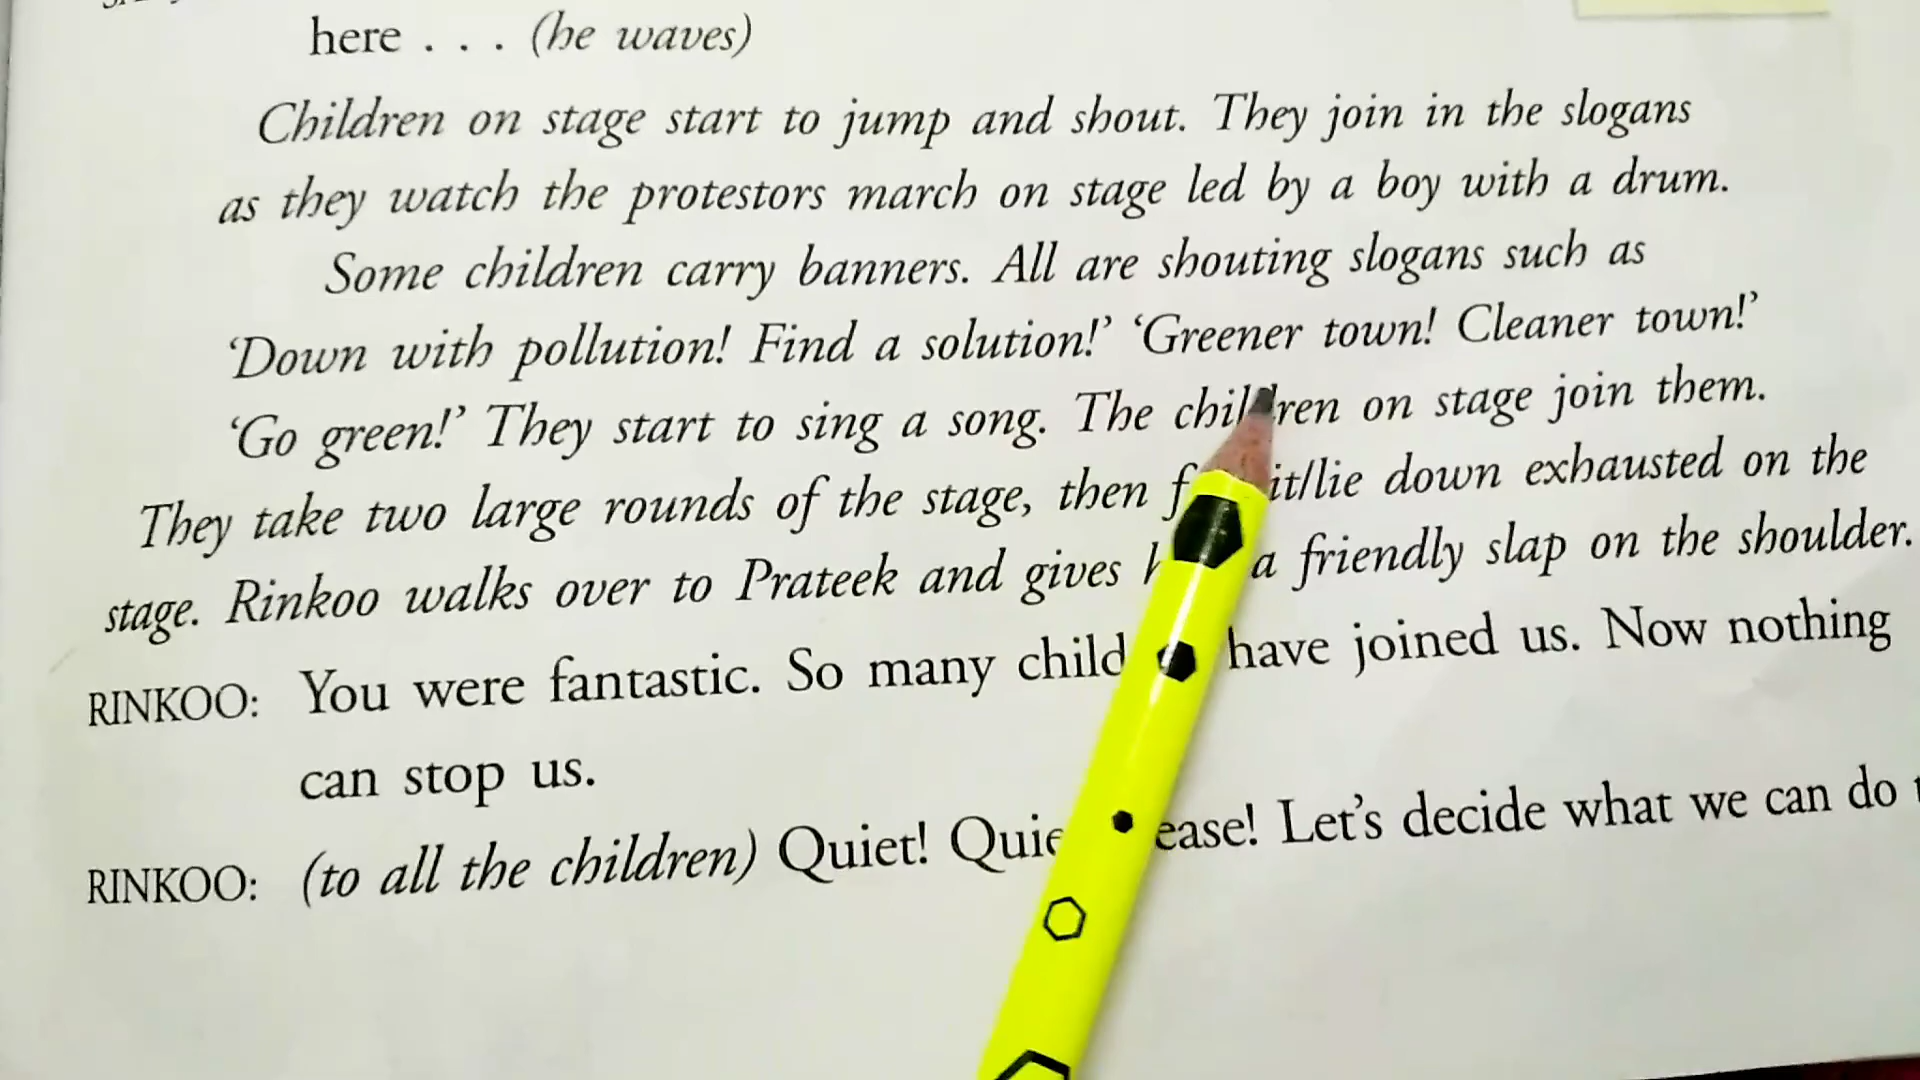 here . . . (he waves)
Children on stage start to jump and shout. They join in the slogans
as they watch the protestors march on stage led by a boy with a drum.
Some children carry banners. All are shouting slogans such as
‘Down with pollution! Find a solution!’ ‘Greener town! Cleaner town!’
‘Go green!’ They start to sing a song. The children on stage join them.
They take two large rounds of the stage, then down exhausted on the
stage. Rinkoo walks over to Prateek and gives a friendly slap on the shoulder.
RINKOO: You were fantastic. So many have joined us. Now nothing
can stop us.
RINKOO: (to all the children) Quiet! Let’s decide what we can do